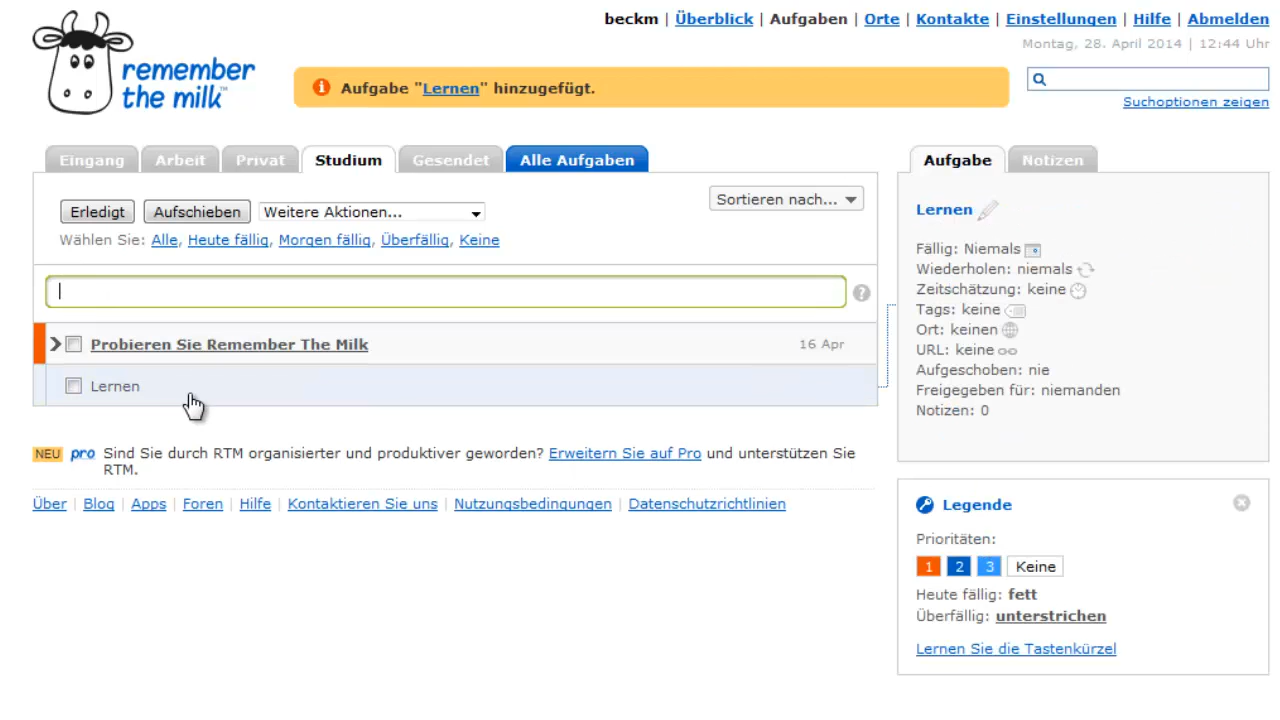 beckm | Überblick | Aufgaben | Orte | Kontakte | Einstellungen | Hilfe | Abmelden
Montag, 28. April 2014 | 12:44 Uhr
remember
the milk™
Aufgabe "Lernen" hinzugefügt.
Suchoptionen zeigen
Eingang Arbeit Privat Studium Gesendet Alle Aufgaben
Erledigt Aufschieben Weitere Aktionen... Sortieren nach...
Wählen Sie: Alle, Heute fällig, Morgen fällig, Überfällig, Keine
?
Probieren Sie Remember The Milk 16 Apr
Lernen
NEU pro Sind Sie durch RTM organisierter und produktiver geworden? Erweitern Sie auf Pro und unterstützen Sie
RTM.
Über | Blog | Apps | Foren | Hilfe | Kontaktieren Sie uns | Nutzungsbedingungen | Datenschutzrichtlinien
Aufgabe Notizen
Lernen
Fällig: Niemals
Wiederholen: niemals
Zeitschätzung: keine
Tags: keine
Ort: keinen
URL: keine
Aufgeschoben: nie
Freigegeben für: niemanden
Notizen: 0
Legende
Prioritäten:
1 2 3 Keine
Heute fällig: fett
Überfällig: unterstrichen
Lernen Sie die Tastenkürzel